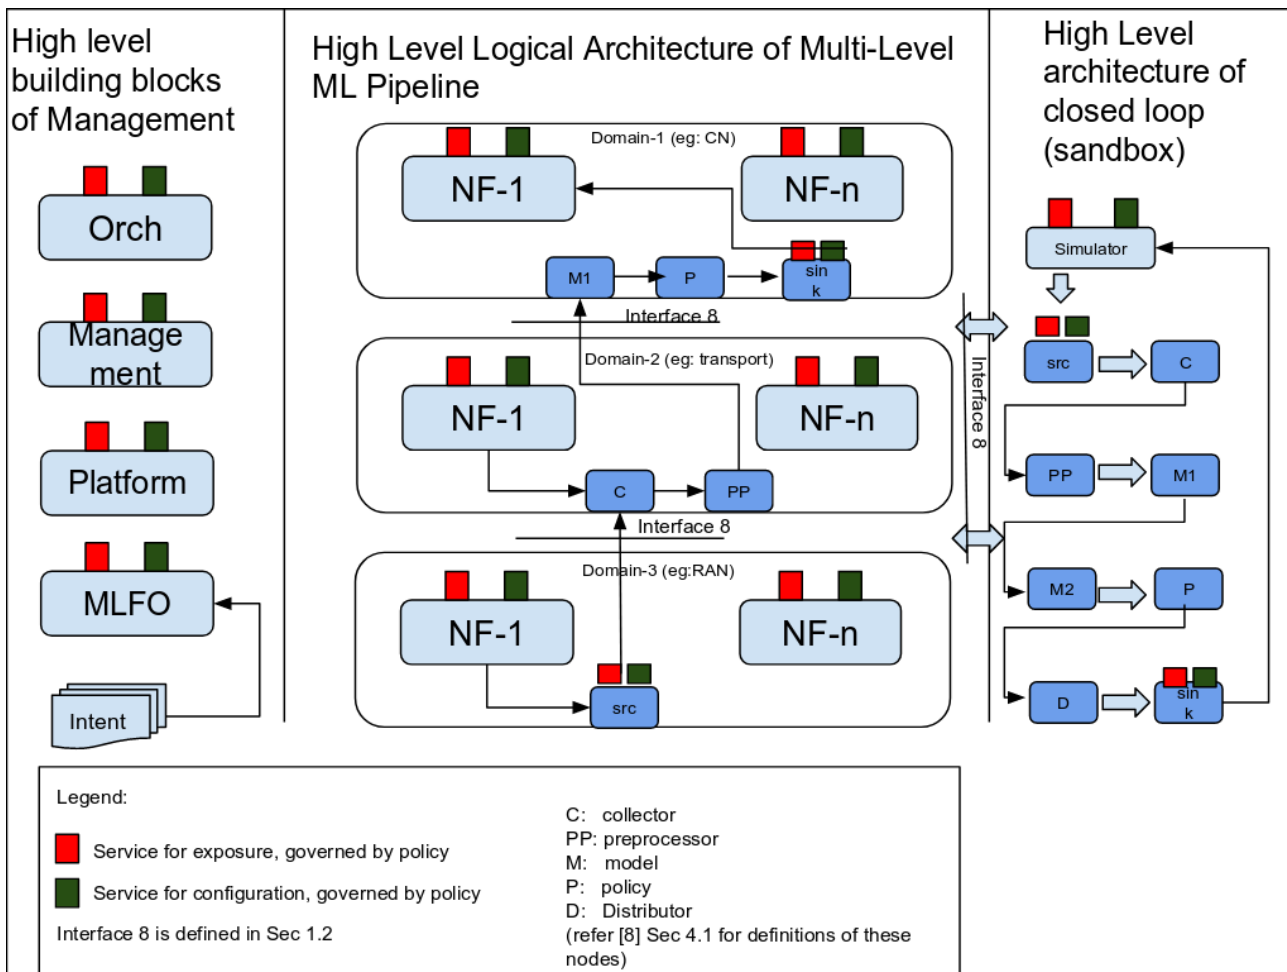 High level
building blocks
of Management
Orch
Manage
ment
Platform
MLFO
Intent
High Level Logical Architecture of Multi-Level
ML Pipeline
Domain-1 (eg: CN)
NF-1
NF-n
M1
P
sin
k
Interface 8
Domain-2 (eg: transport)
NF-1
NF-n
C
PP
Interface 8
Domain-3 (eg:RAN)
NF-1
NF-n
src
Interface 8
High Level
architecture of
closed loop
(sandbox)
Simulator
src
C
PP
M1
M2
P
D
sin
k
Legend:
Service for exposure, governed by policy
Service for configuration, governed by policy
Interface 8 is defined in Sec 1.2
C: collector
PP: preprocessor
M: model
P: policy
D: Distributor
(refer [8] Sec 4.1 for definitions of these
nodes)